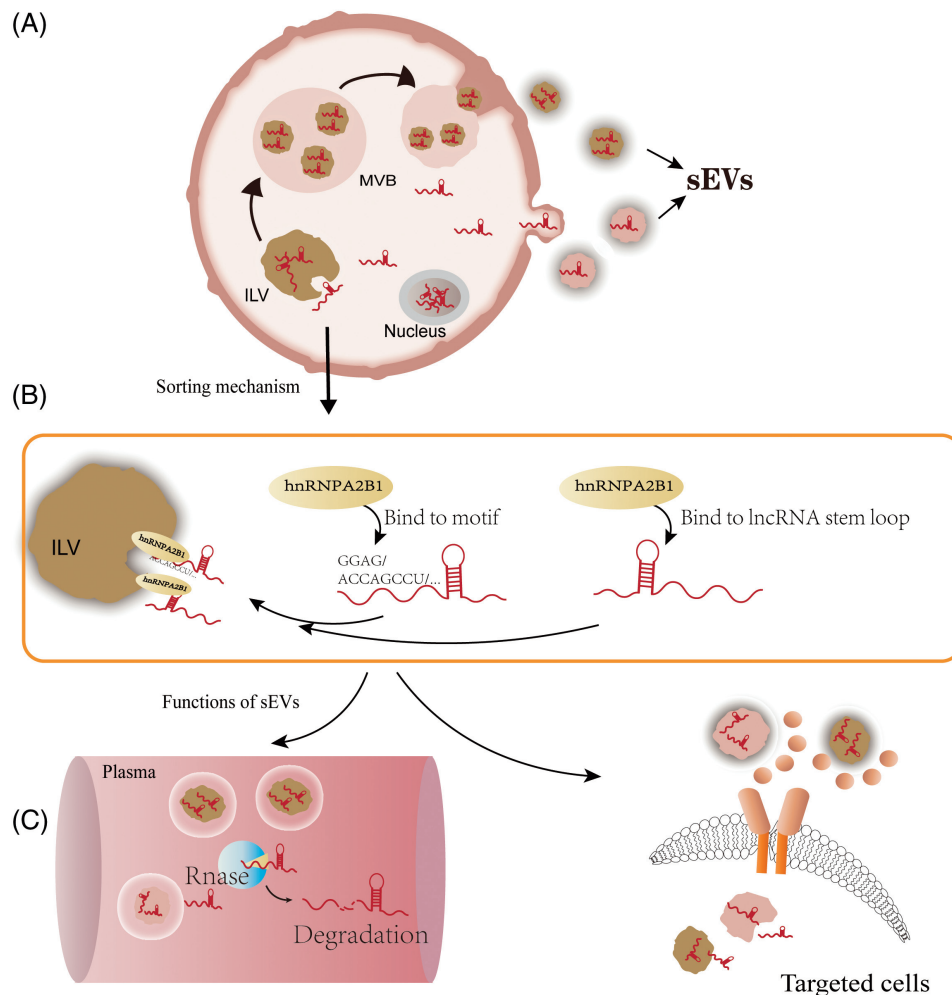 (A)
MVB
sEVs
ILV
Nucleus
Sorting mechanism
(B)
hnRNPA2B1
hnRNPA2B1
Bind to motif
Bind to lncRNA stem loop
ILV
hnRNPA2B1
AGCAGCCU/...
hnRNPA2B1
GGAG/
ACCAGCCU/...
Functions of sEVs
Plasma
(C)
Rnase
Degradation
Targeted cells